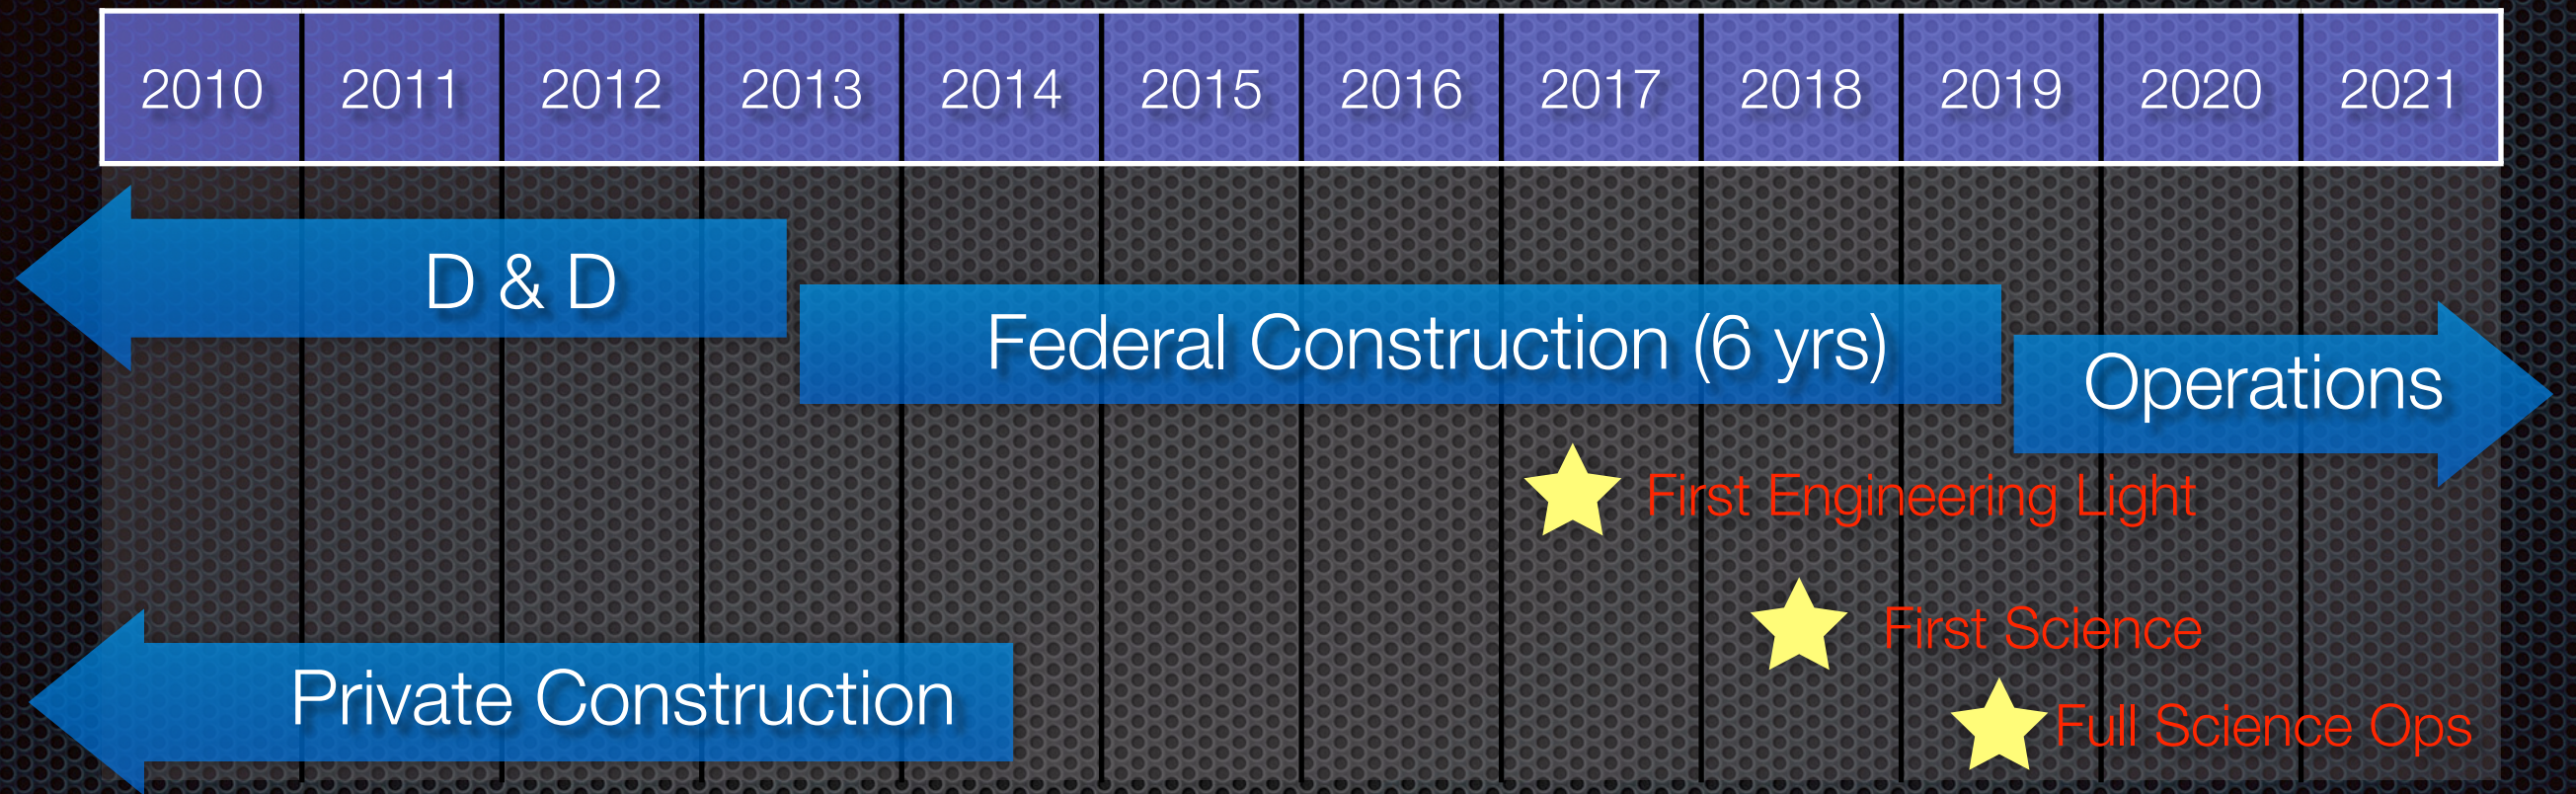 2010 2011 2012 2013 2014 2015 2016 2017 2018 2019 2020 2021
D & D
Federal Construction (6 yrs)
Operations
First Engineering Light
First Science
Private Construction
Full Science Ops